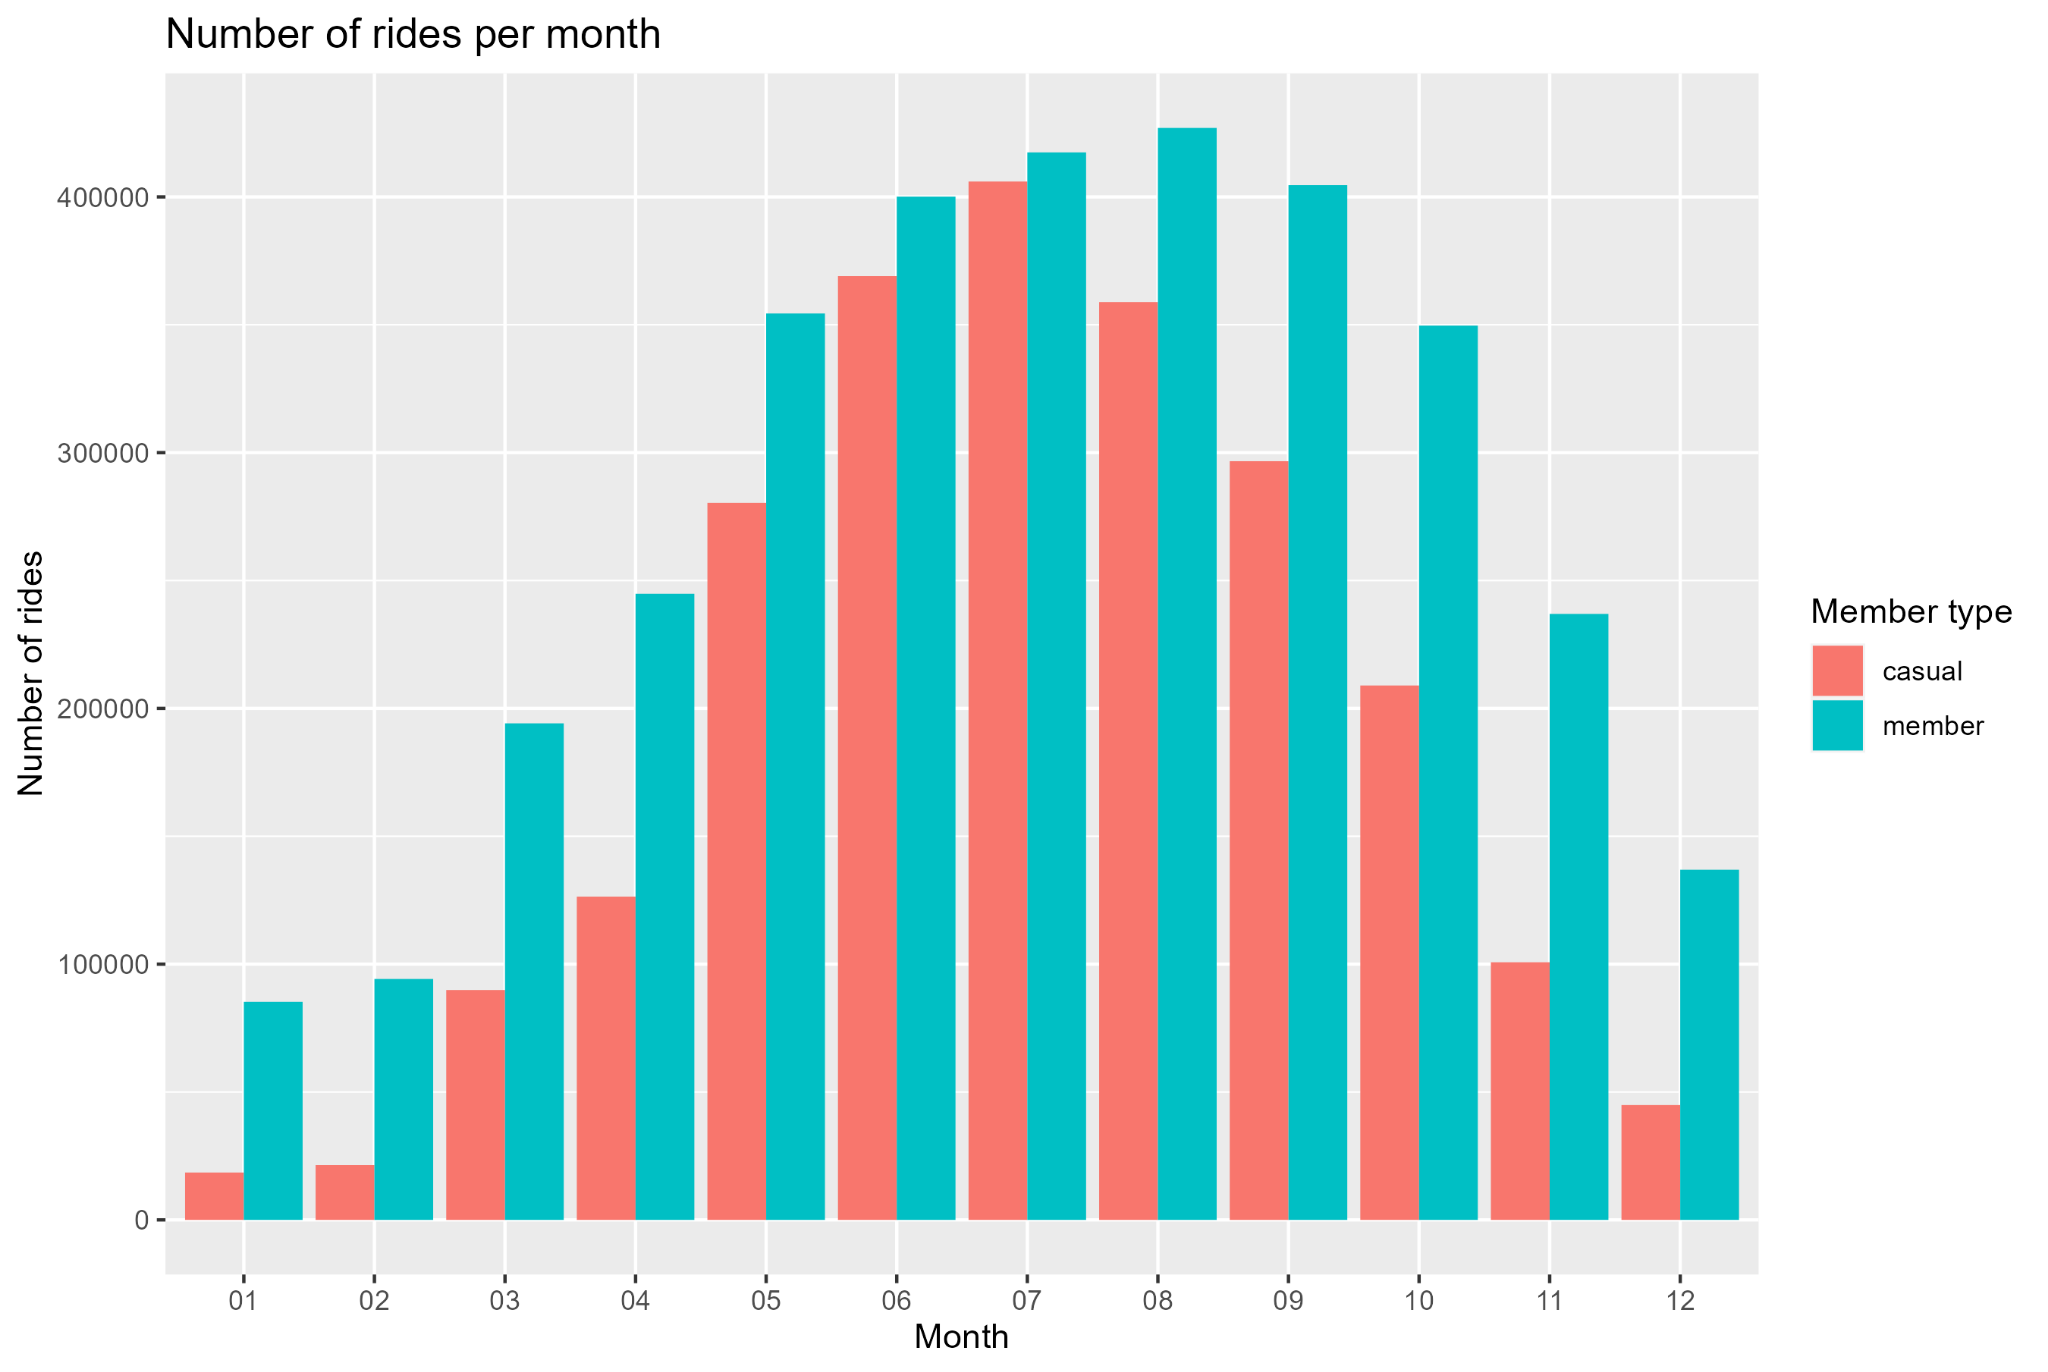 Number of rides per month
400000
300000
200000
100000
0
Number of rides
01 02 03 04 05 06 07 08 09 10 11 12
Month
Member type
casual
member